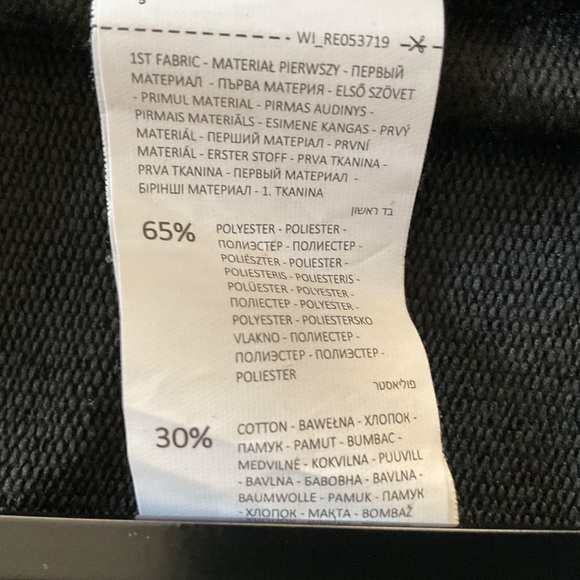 WI_RE053719
1ST FABRIC - MATERIAŁ PIERWSZY - ПЕРВЫЙ
МАТЕРИАЛ - ПЪРВА МАТЕРИЯ - ELSŐ SZÖVET
- PRIMUL MATERIAL - PIRMAS AUDINYS -
PIRMAIS MATERIĀLS - ESIMENE KANGAS - PRVÝ
MATERIÁL - ПЕРШИЙ МАТЕРІАЛ - PRVNÍ
MATERIÁL - ERSTER STOFF - PRVA TKANINA -
PRVA TKANINA - ПЕРВЫЙ МАТЕРИАЛ -
БІРІНШІ МАТЕРИАЛ - 1. TKANINA
בד ראשון
65% POLYESTER - POLIESTER -
ПОЛИЭСТЕР - ПОЛИЕСТЕР -
POLIÉSZTER - POLIESTER -
POLIESTERIS - POLIESTERIS -
POLÜESTER - POLYESTER -
ПОЛІЕСТЕР - POLYESTER -
POLYESTER - POLIESTERSKO
VLAKNO - ПОЛИЕСТЕР -
ПОЛИЭСТЕР - ПОЛИЭСТЕР -
POLIESTER
פוליאסטר
30% COTTON - BAWEŁNA - ХЛОПОК -
ПАМУК - PAMUT - BUMBAC -
MEDVILNĖ - KOKVILNA - PUUVILL
- BAVLNA - БАВОВНА - BAVLNA -
BAUMWOLLE - PAMUK - ПАМУК
- ХЛОПОК - МАҚТА - BOMBAŽ